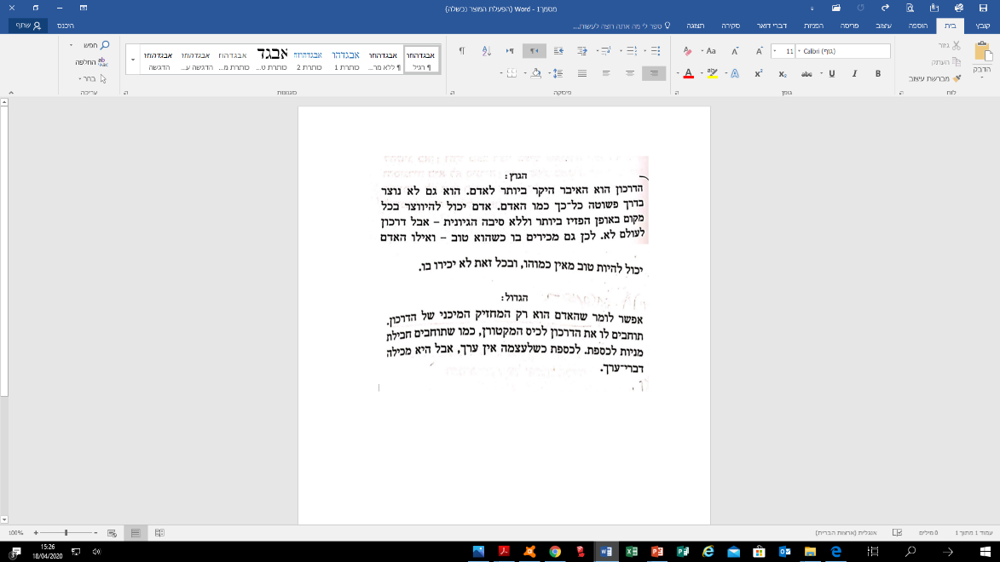 מסמך1 - Word (הפעלת המוצר נכשלה)
קובץ בית הוספה עיצוב פריסה הפניות דברי דואר סקירה תצוגה ספר לי מה אתה רוצה לעשות... היכנס שתף
הדבק גזור העתק מברשת עיצוב
לוח
Calibri (גוף) 11
B I U abc X₂ X²
גופן
פיסקה
אבגדהוזו אבגדהוזו אבגדהו אבגדהוז אבגד אבגדהוז אבגדהוזו אבגדהוזו אבגדהוזו
¶ רגיל ¶ ללא מר... כותרת 1 כותרת 2 כותרת ט... כותרת מ... הדגשה ע... הדגשה
סגנונות
חפש
החלפה
בחר
עריכה
הגוץ:
הדרכון הוא האיבר היקר ביותר לאדם. הוא גם לא נוצר
בדרך פשוטה כל־כך כמו האדם. אדם יכול להיווצר בכל
מקום באופן הפזיז ביותר וללא סיבה הגיונית – אבל דרכון
לעולם לא. לכן גם מכירים בו כשהוא טוב – ואילו האדם
יכול להיות טוב מאין כמוהו, ובכל זאת לא יכירו בו.
הגדול:
אפשר לומר שהאדם הוא רק המחזיק המיכני של הדרכון.
תוחבים לו את הדרכון לכיס המקטורן, כמו שתוחבים חבילת
מניות לכספת. לכספת כשלעצמה אין ערך, אבל היא מכילה
דברי־ערך.
עמוד 1 מתוך 1 0 מילים אנגלית (ארצות הברית) 100%
15:26
18/04/2020